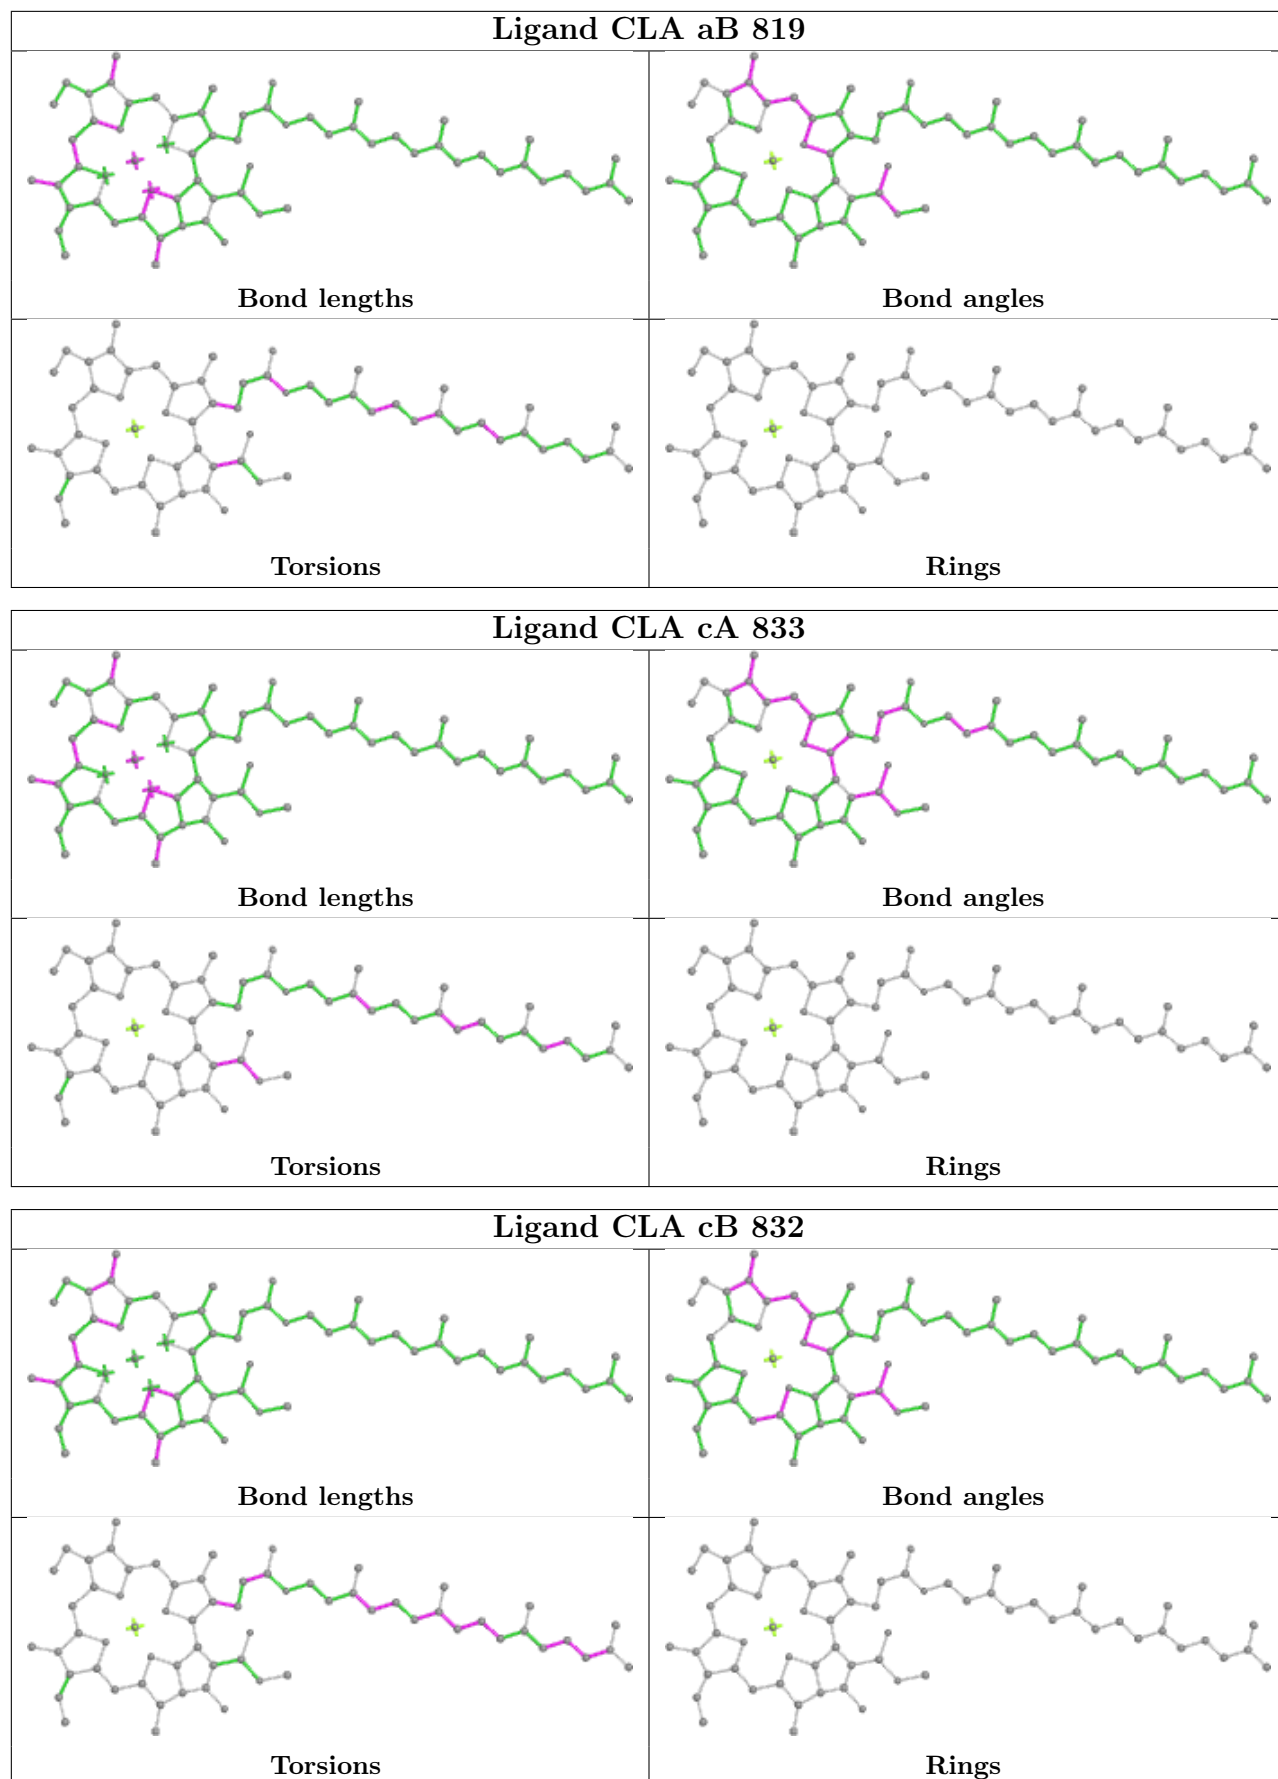 Ligand CLA aB 819
Bond lengths
Bond angles
Torsions
Rings
Ligand CLA cA 833
Bond lengths
Bond angles
Torsions
Rings
Ligand CLA cB 832
Bond lengths
Bond angles
Torsions
Rings